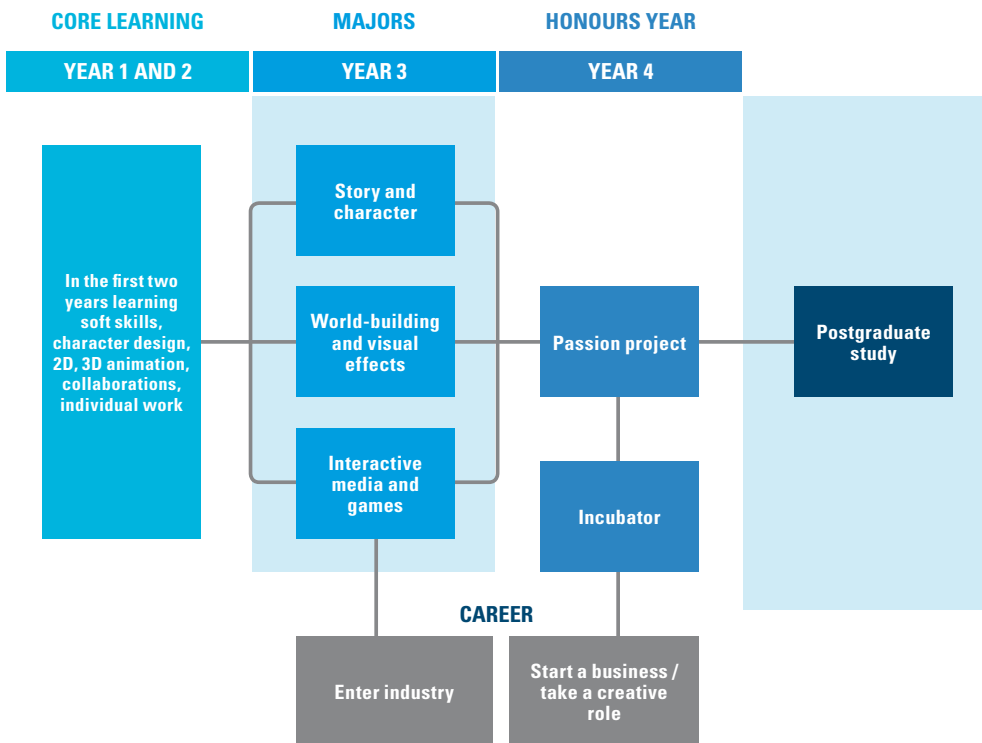 CORE LEARNING
MAJORS
HONOURS YEAR
YEAR 1 AND 2
YEAR 3
YEAR 4
In the first two
years learning
soft skills,
character design,
2D, 3D animation,
collaborations,
individual work
Story and
character
World-building
and visual
effects
Interactive
media and
games
Passion project
Incubator
Postgraduate
study
CAREER
Enter industry
Start a business /
take a creative
role